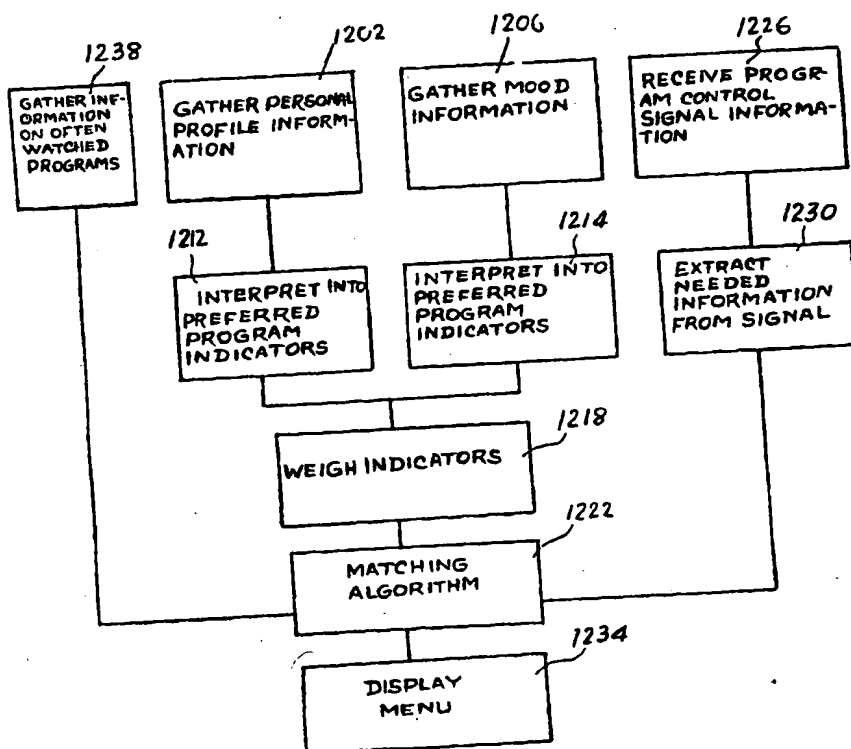 1238
GATHER INF-
ORMATION
ON OFTEN
WATCHED
PROGRAMS
1202
GATHER PERSONAL
PROFILE INFORM-
ATION
1206
GATHER MOOD
INFORMATION
1226
RECEIVE PROGR-
AM CONTROL
SIGNAL INFORMA-
TION
1212
INTERPRET INTO
PREFERRED
PROGRAM
INDICATORS
1214
INTERPRET INTO
PREFERRED
PROGRAM
INDICATORS
1230
EXTRACT
NEEDED
INFORMATION
FROM SIGNAL
1218
WEIGH INDICATORS
1222
MATCHING
ALGORITHM
1234
DISPLAY
MENU